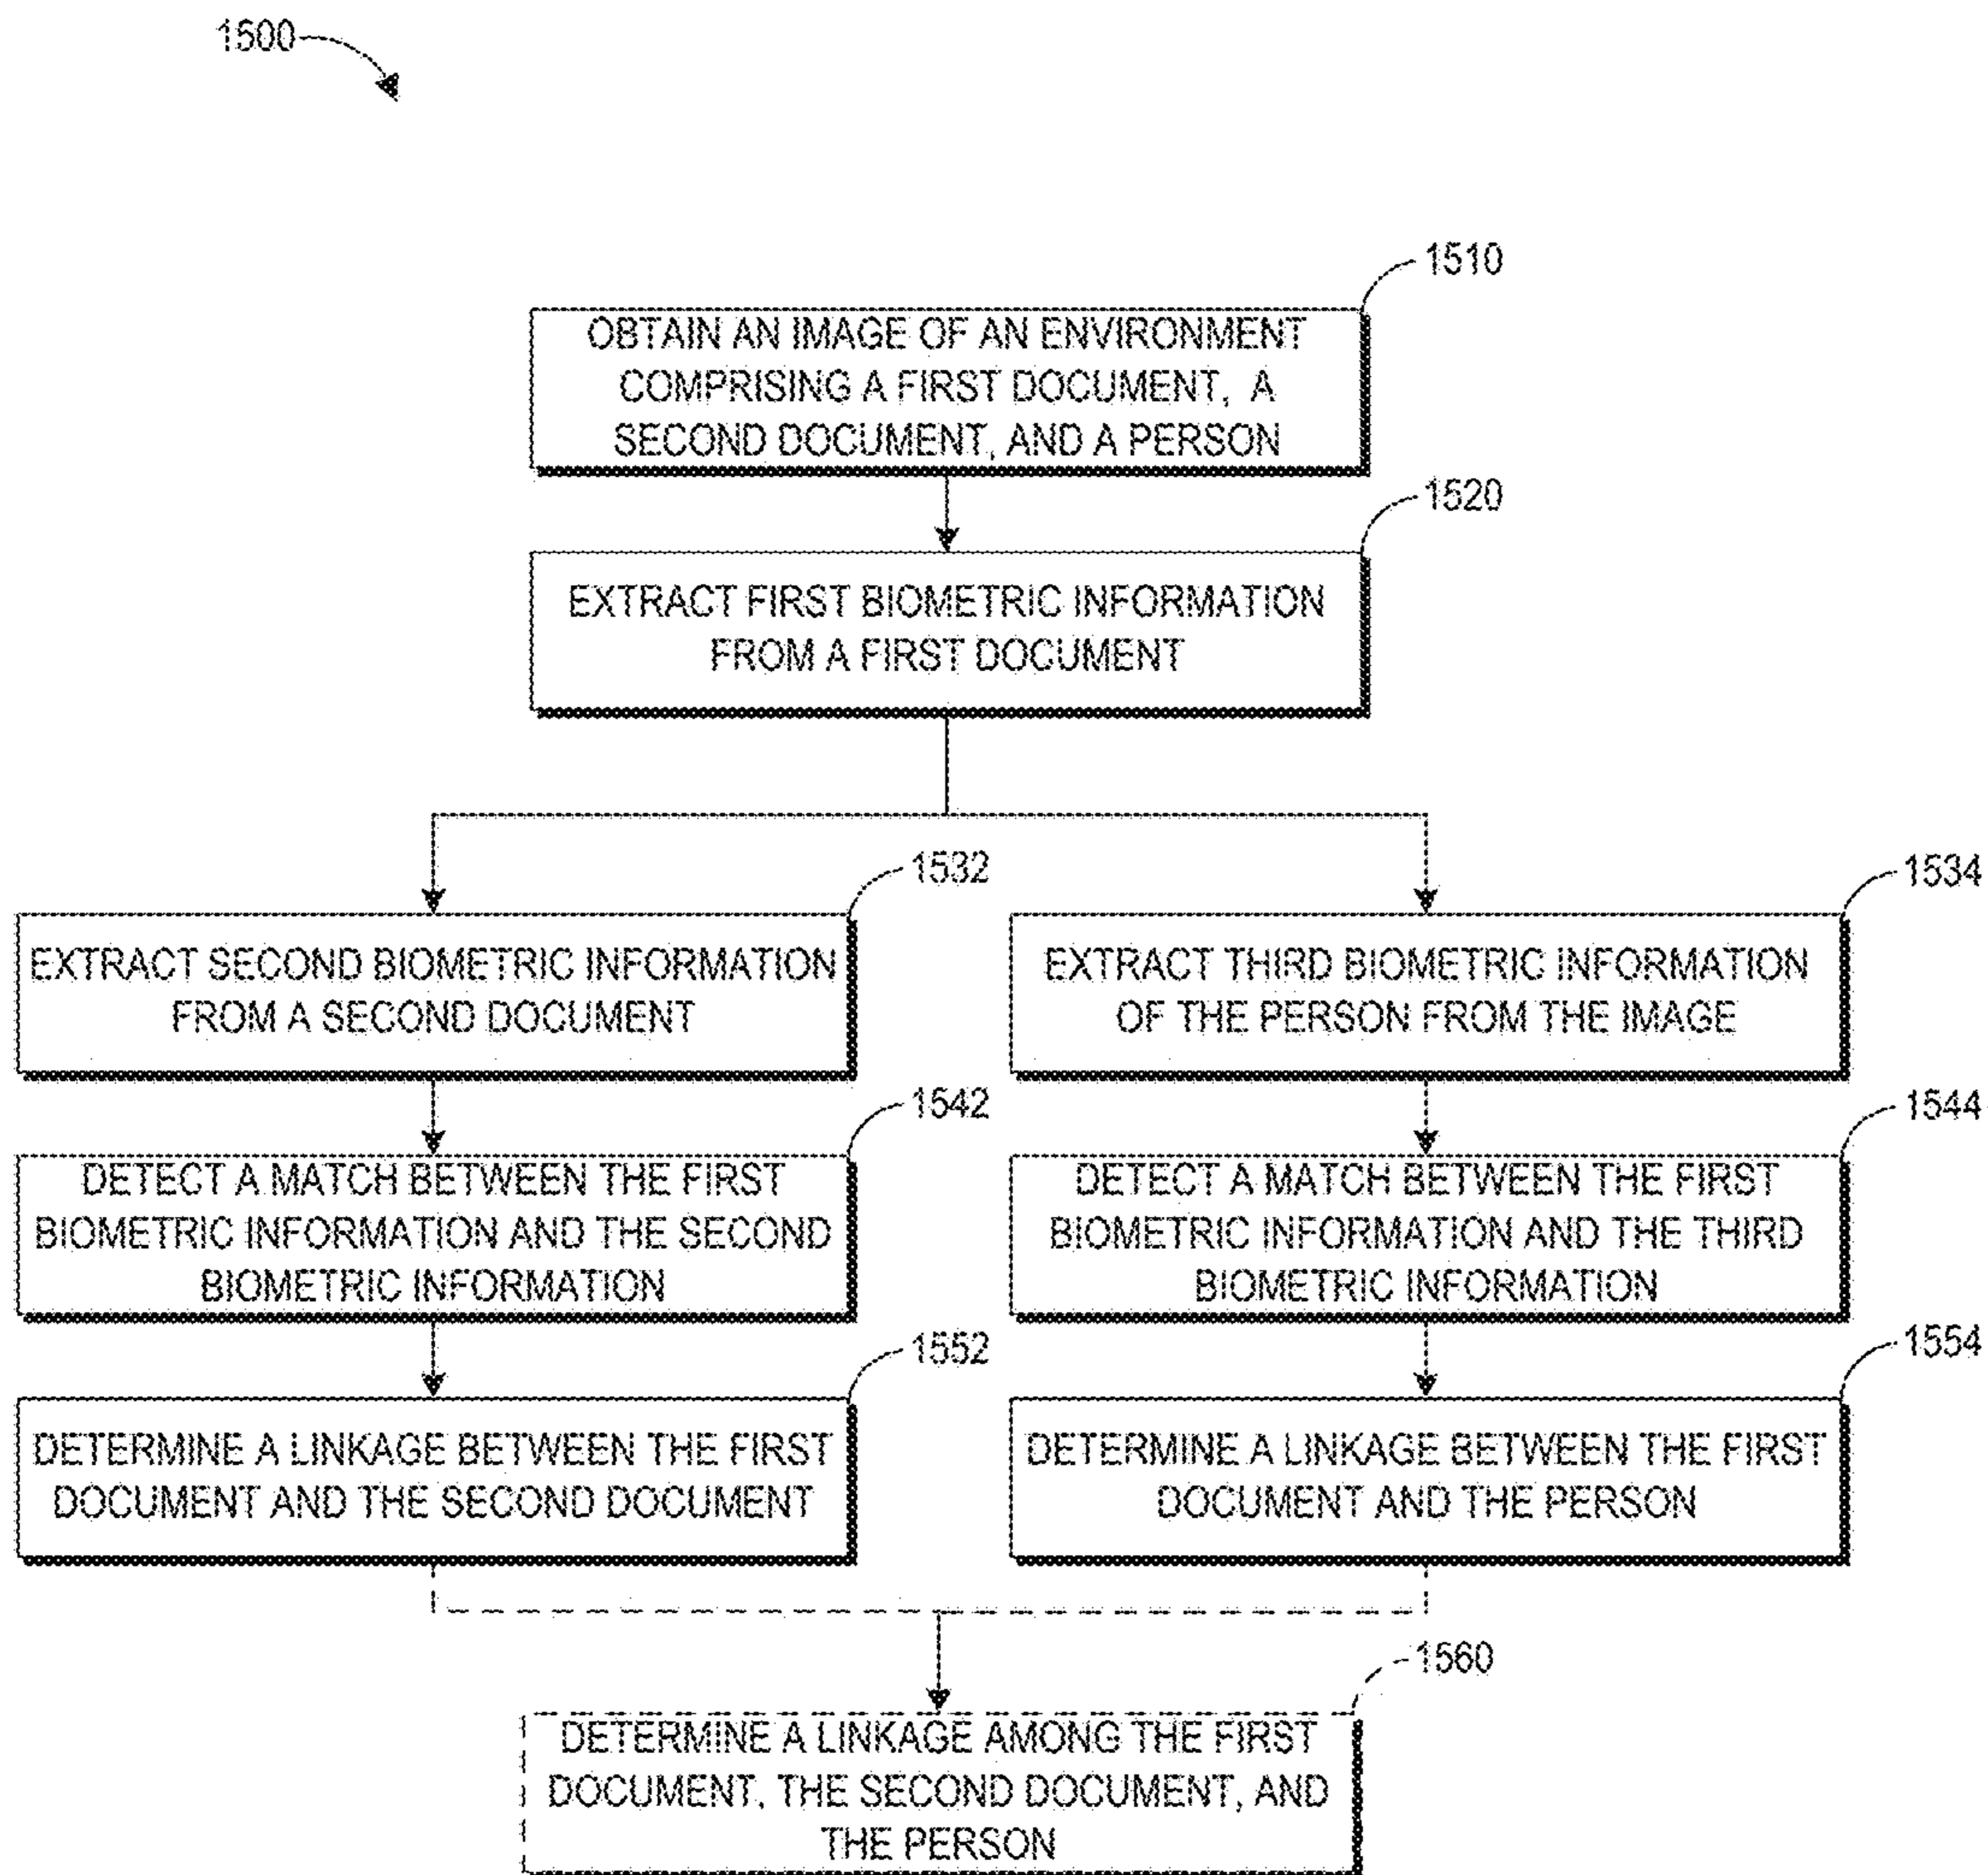 1500
1510
OBTAIN AN IMAGE OF AN ENVIRONMENT
COMPRISING A FIRST DOCUMENT, A
SECOND DOCUMENT, AND A PERSON
1520
EXTRACT FIRST BIOMETRIC INFORMATION
FROM A FIRST DOCUMENT
1532
EXTRACT SECOND BIOMETRIC INFORMATION
FROM A SECOND DOCUMENT
1534
EXTRACT THIRD BIOMETRIC INFORMATION
OF THE PERSON FROM THE IMAGE
1542
DETECT A MATCH BETWEEN THE FIRST
BIOMETRIC INFORMATION AND THE SECOND
BIOMETRIC INFORMATION
1544
DETECT A MATCH BETWEEN THE FIRST
BIOMETRIC INFORMATION AND THE THIRD
BIOMETRIC INFORMATION
1552
DETERMINE A LINKAGE BETWEEN THE FIRST
DOCUMENT AND THE SECOND DOCUMENT
1554
DETERMINE A LINKAGE BETWEEN THE FIRST
DOCUMENT AND THE PERSON
1560
DETERMINE A LINKAGE AMONG THE FIRST
DOCUMENT, THE SECOND DOCUMENT, AND
THE PERSON